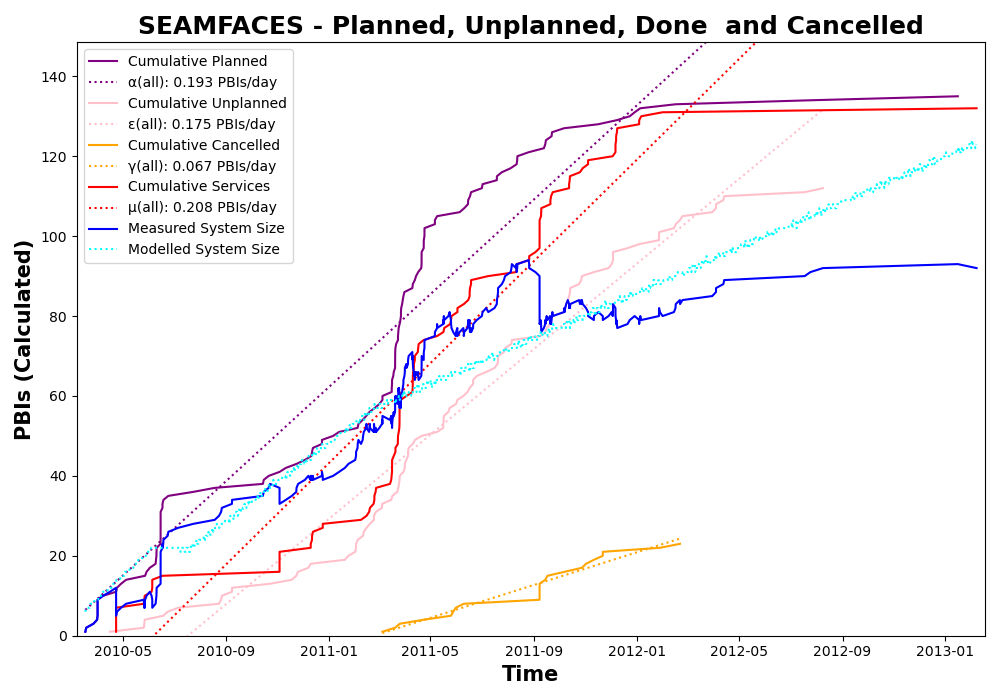 SEAMFACES - Planned, Unplanned, Done  and Cancelled
Cumulative Planned
α(all): 0.193 PBIs/day
Cumulative Unplanned
ε(all): 0.175 PBIs/day
Cumulative Cancelled
γ(all): 0.067 PBIs/day
Cumulative Services
μ(all): 0.208 PBIs/day
Measured System Size
Modelled System Size
PBIs (Calculated)
140
120
100
80
60
40
20
0
2010-05 2010-09 2011-01 2011-05 2011-09 2012-01 2012-05 2012-09 2013-01
Time